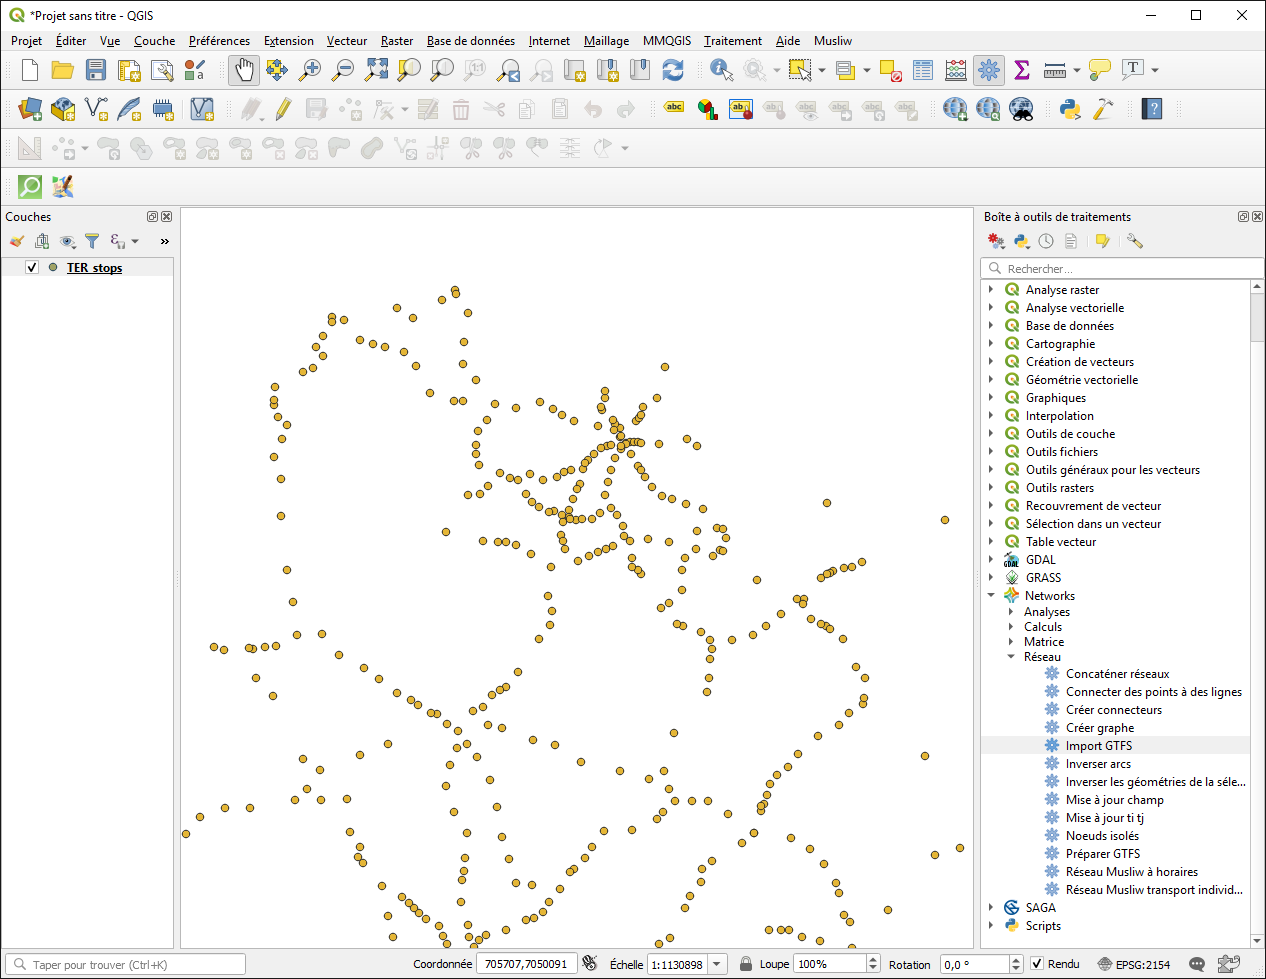 *Projet sans titre - QGIS
Projet Éditer Vue Couche Préférences Extension Vecteur Raster Base de données Internet Maillage MMQGIS Traitement Aide Musliw
Couches
TER stops
Boîte à outils de traitements
Rechercher...
Analyse raster
Analyse vectorielle
Base de données
Cartographie
Création de vecteurs
Géométrie vectorielle
Graphiques
Interpolation
Outils de couche
Outils fichiers
Outils généraux pour les vecteurs
Outils rasters
Recouvrement de vecteur
Sélection dans un vecteur
Table vecteur
GDAL
GRASS
Networks
Analyses
Calculs
Matrice
Réseau
Concaténer réseaux
Connecter des points à des lignes
Créer connecteurs
Créer graphe
Import GTFS
Inverser arcs
Inverser les géométries de la séle...
Mise à jour champ
Mise à jour ti tj
Noeuds isolés
Préparer GTFS
Réseau Musliw à horaires
Réseau Musliw transport individ...
SAGA
Scripts
Taper pour trouver (Ctrl+K) Coordonnée 705707,7050091 Échelle 1:1130898 Loupe 100% Rotation 0,0 ° Rendu EPSG:2154